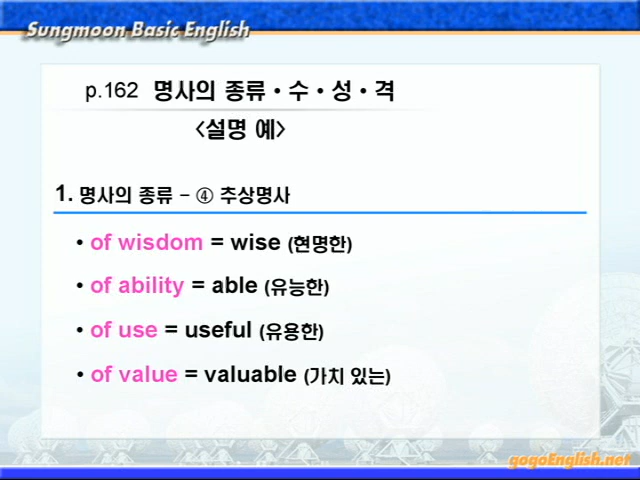 Sungmoon Basic English
p.162 명사의 종류 • 수 • 성 • 격
<설명 예>
1. 명사의 종류 - ④ 추상명사
• of wisdom = wise (현명한)
• of ability = able (유능한)
• of use = useful (유용한)
• of value = valuable (가치 있는)
gogoEnglish.net